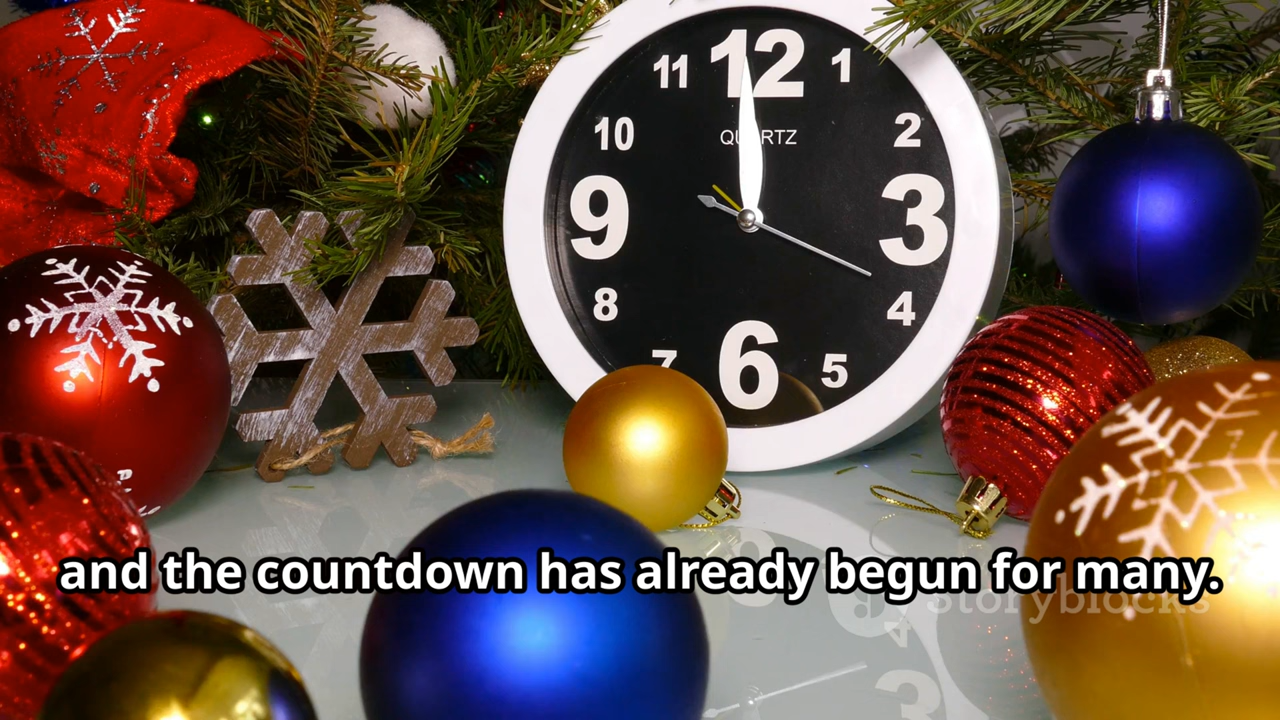 11 12 1
10 QUARTZ 2
9 3
8 4
7 6 5
and the countdown has already begun for many.
Storyblocks